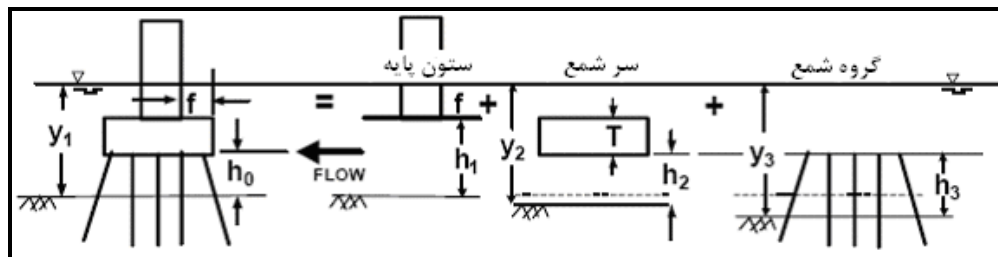 ستون پایه
سر شمع
گروه شمع
y₁
f
h₀
=
FLOW
f
h₁
+
y₂
T
h₂
+
y₃
h₃